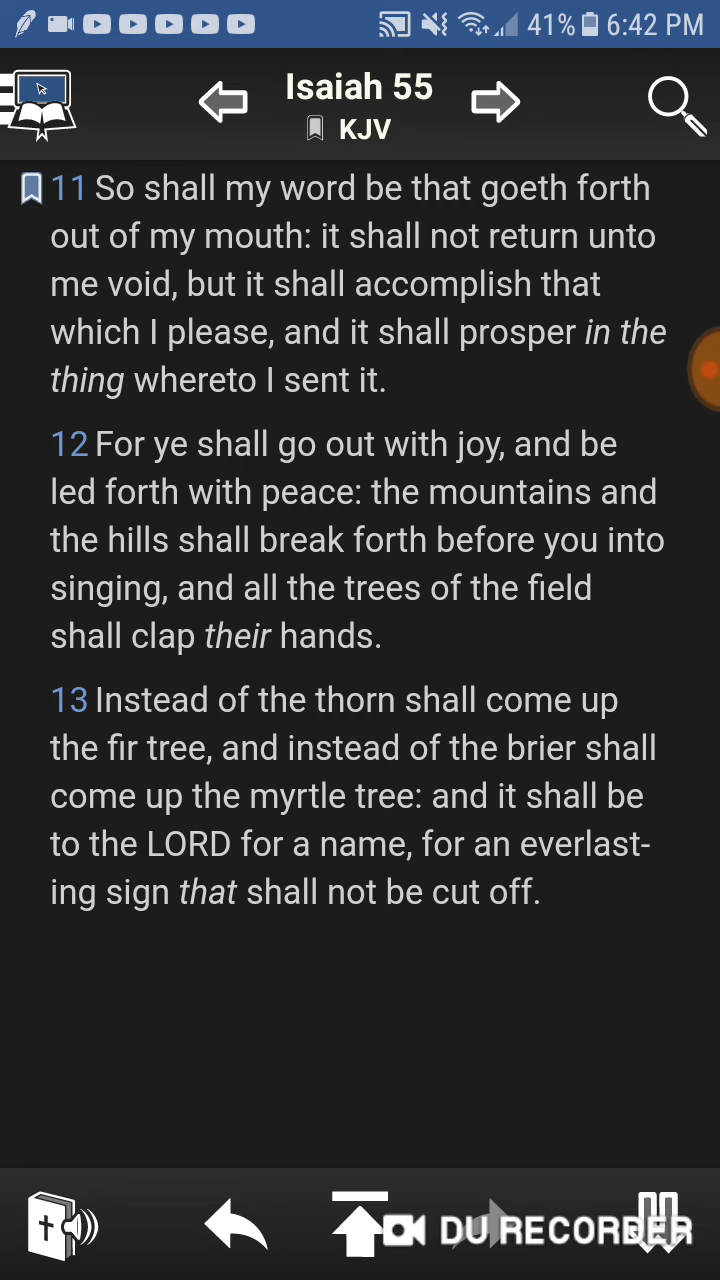 41% 6:42 PM
Isaiah 55
KJV
11 So shall my word be that goeth forth
out of my mouth: it shall not return unto
me void, but it shall accomplish that
which I please, and it shall prosper in the
thing whereto I sent it.
12 For ye shall go out with joy, and be
led forth with peace: the mountains and
the hills shall break forth before you into
singing, and all the trees of the field
shall clap their hands.
13 Instead of the thorn shall come up
the fir tree, and instead of the brier shall
come up the myrtle tree: and it shall be
to the LORD for a name, for an everlast-
ing sign that shall not be cut off.
DU RECORDER